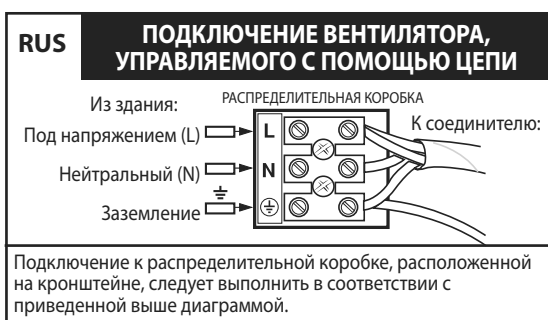 RUS
ПОДКЛЮЧЕНИЕ ВЕНТИЛЯТОРА,
УПРАВЛЯЕМОГО С ПОМОЩЬЮ ЦЕПИ
Из здания:
РАСПРЕДЕЛИТЕЛЬНАЯ КОРОБКА
К соединителю:
Под напряжением (L)
L
Нейтральный (N)
N
Заземление
Подключение к распределительной коробке, расположенной
на кронштейне, следует выполнить в соответствии с
приведенной выше диаграммой.